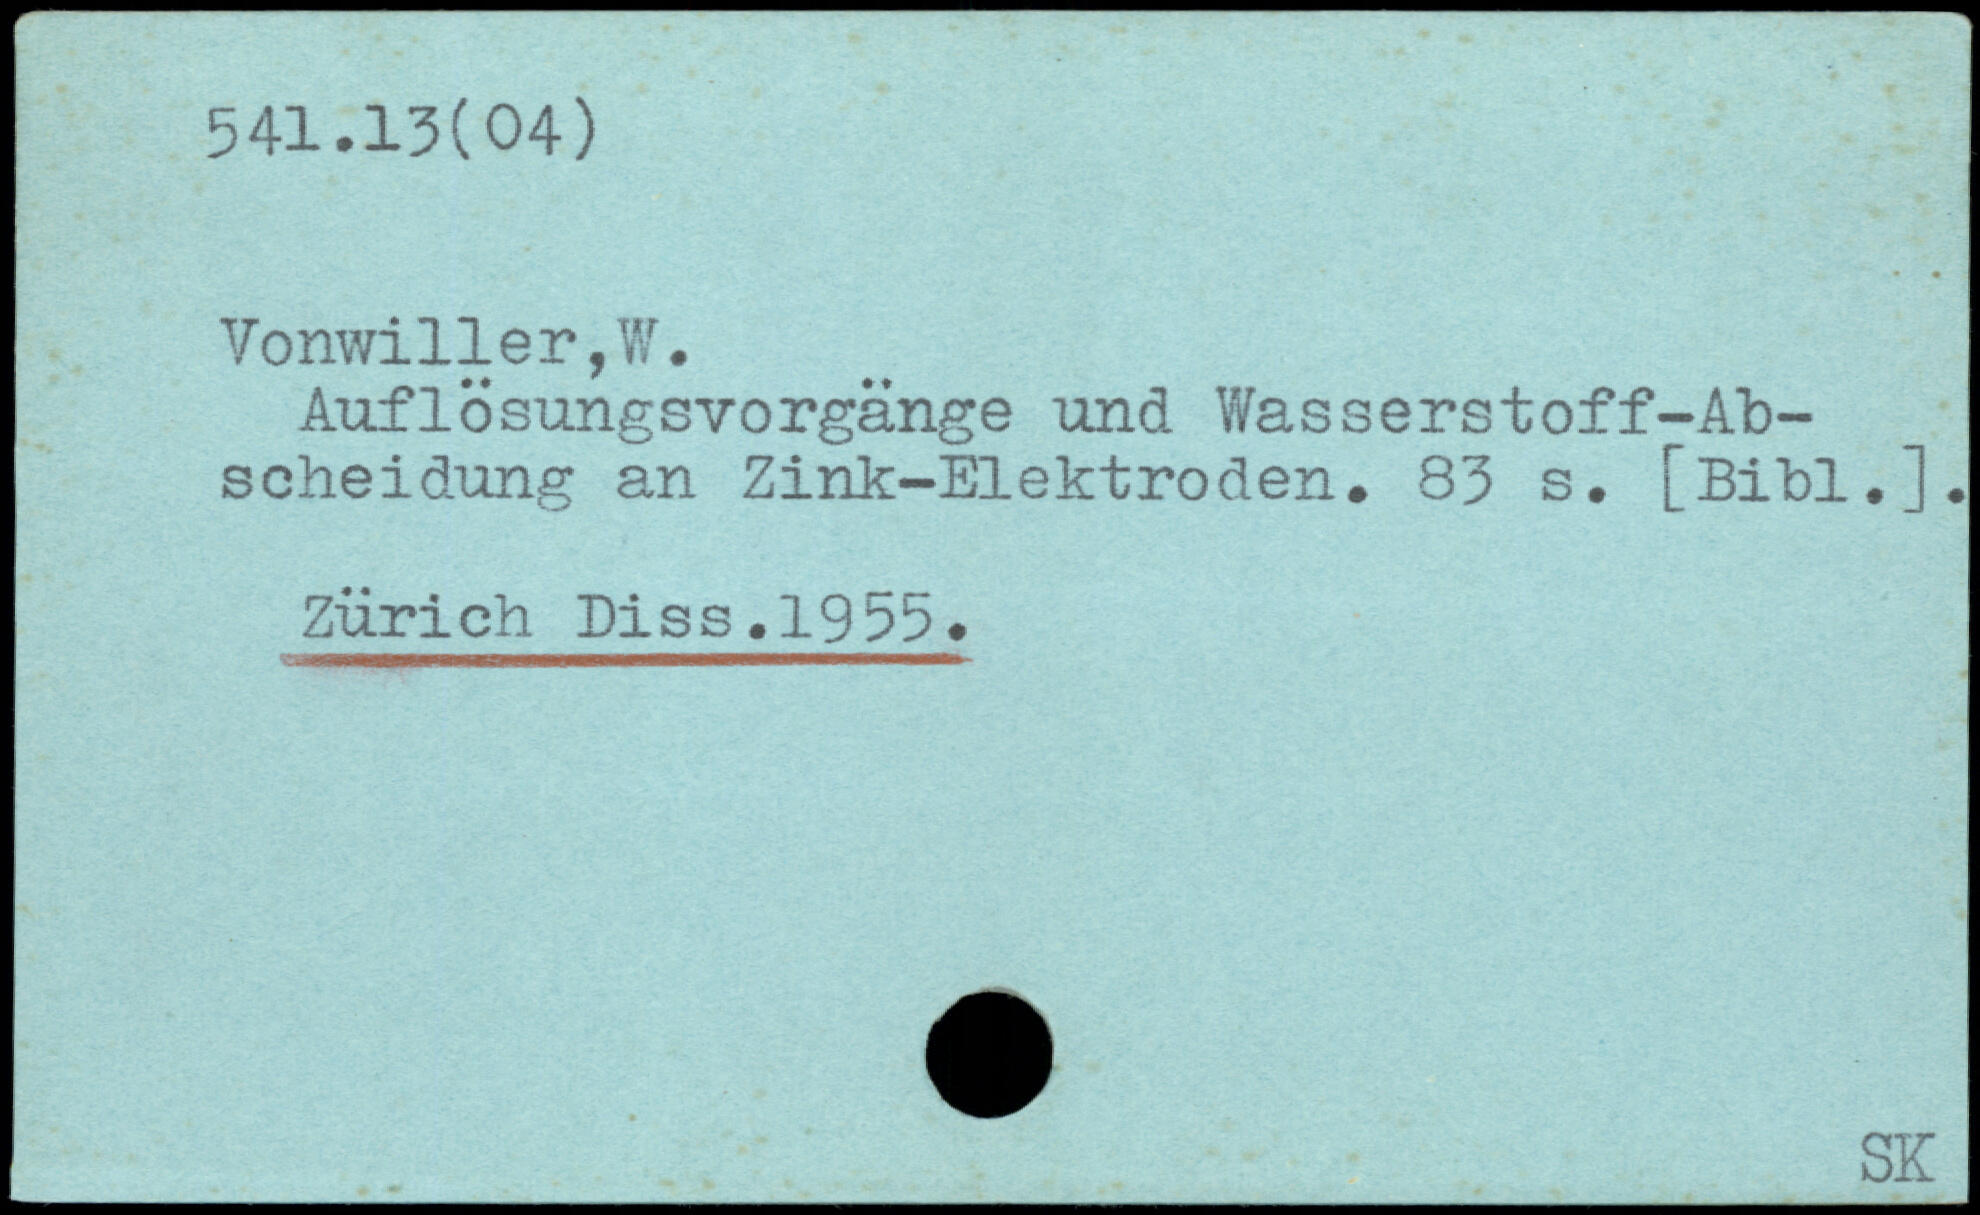 541.13(04)
Vonwiller,W.
Auflösungsvorgänge und Wasserstoff-Ab-
scheidung an Zink-Elektroden. 83 s. [Bibl.].
Zürich Diss.1955.
SK